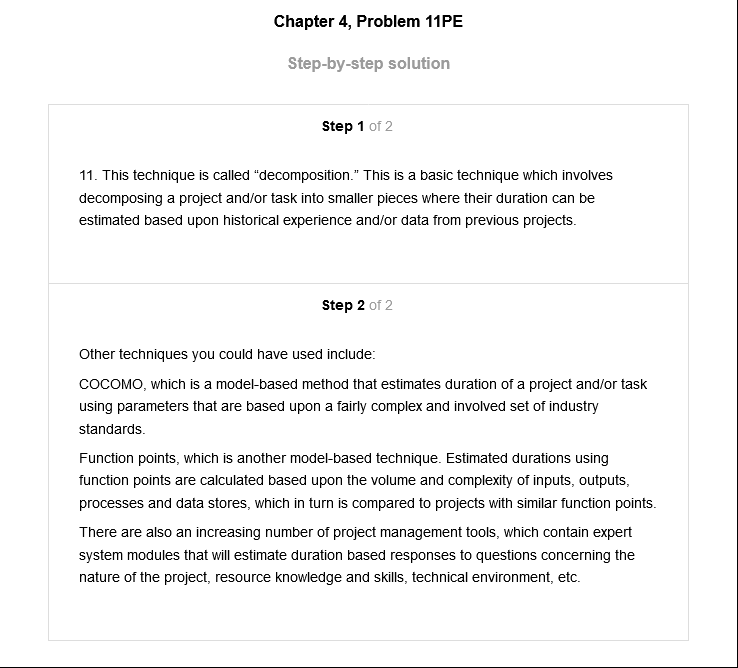 Chapter 4, Problem 11PE
Step-by-step solution
Step 1 of 2
11. This technique is called “decomposition.” This is a basic technique which involves
decomposing a project and/or task into smaller pieces where their duration can be
estimated based upon historical experience and/or data from previous projects.
Step 2 of 2
Other techniques you could have used include:
COCOMO, which is a model-based method that estimates duration of a project and/or task
using parameters that are based upon a fairly complex and involved set of industry
standards.
Function points, which is another model-based technique. Estimated durations using
function points are calculated based upon the volume and complexity of inputs, outputs,
processes and data stores, which in turn is compared to projects with similar function points.
There are also an increasing number of project management tools, which contain expert
system modules that will estimate duration based responses to questions concerning the
nature of the project, resource knowledge and skills, technical environment, etc.